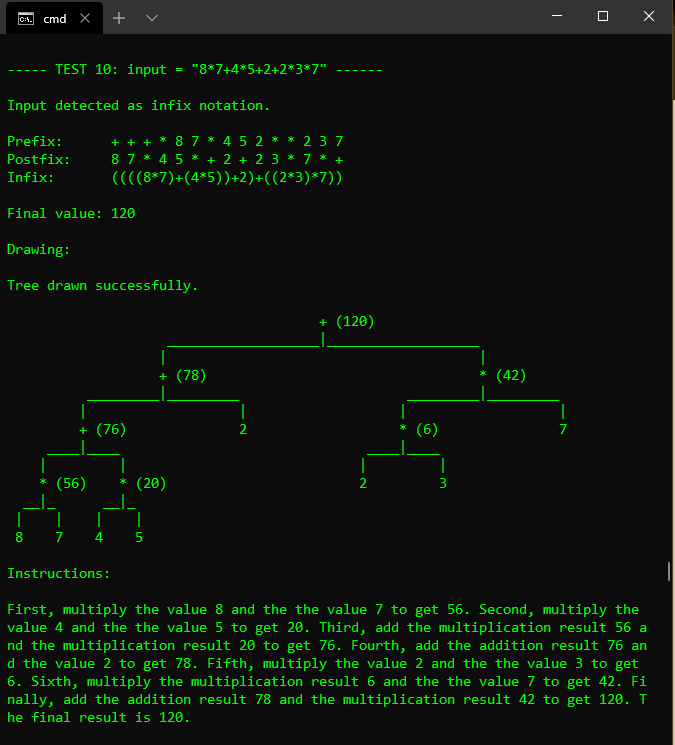 cmd
----- TEST 10: input = "8*7+4*5+2+2*3*7" ------
Input detected as infix notation.
Prefix: + + + * 8 7 * 4 5 2 * * 2 3 7
Postfix: 8 7 * 4 5 * + 2 + 2 3 * 7 * +
Infix: ((((8*7)+(4*5))+2)+((2*3)*7))
Final value: 120
Drawing:
Tree drawn successfully.
+ (120)
+ (78) * (42)
+ (76) 2 * (6) 7
* (56) * (20) 2 3
8 7 4 5
Instructions:
First, multiply the value 8 and the the value 7 to get 56. Second, multiply the
value 4 and the the value 5 to get 20. Third, add the multiplication result 56 a
nd the multiplication result 20 to get 76. Fourth, add the addition result 76 an
d the value 2 to get 78. Fifth, multiply the value 2 and the the value 3 to get
6. Sixth, multiply the multiplication result 6 and the the value 7 to get 42. Fi
nally, add the addition result 78 and the multiplication result 42 to get 120. T
he final result is 120.